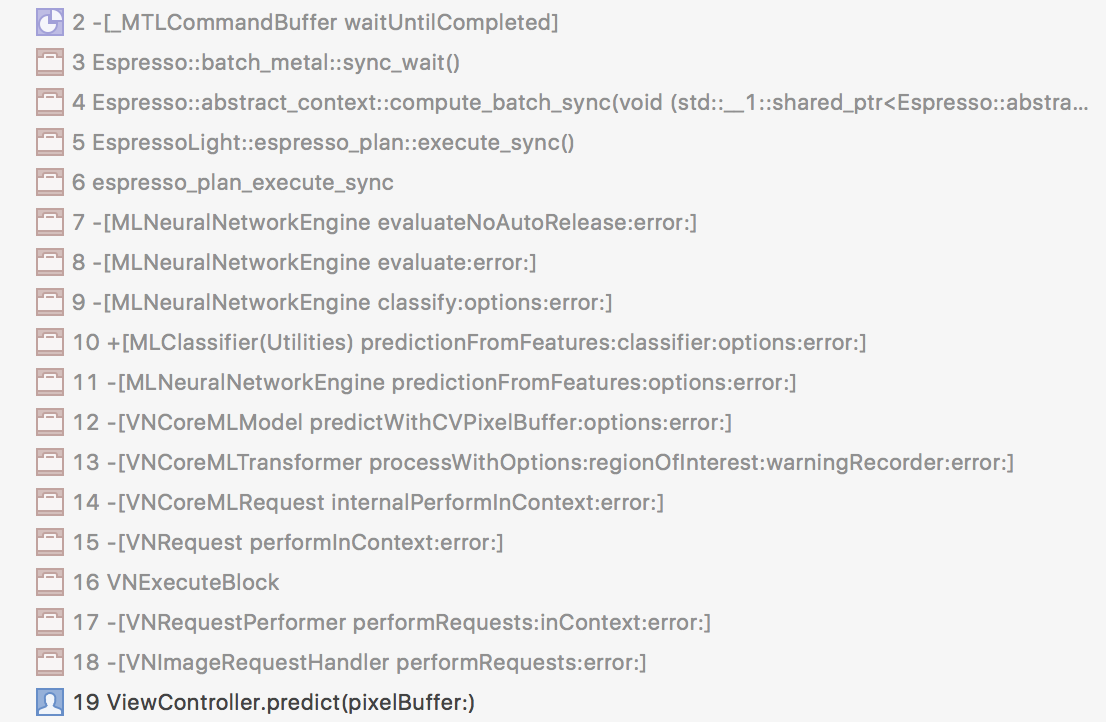 2 -[_MTLCommandBuffer waitUntilCompleted]
3 Espresso::batch_metal::sync_wait()
4 Espresso::abstract_context::compute_batch_sync(void (std::__1::shared_ptr<Espresso::abstra...
5 EspressoLight::espresso_plan::execute_sync()
6 espresso_plan_execute_sync
7 -[MLNeuralNetworkEngine evaluateNoAutoRelease:error:]
8 -[MLNeuralNetworkEngine evaluate:error:]
9 -[MLNeuralNetworkEngine classify:options:error:]
10 +[MLClassifier(Utilities) predictionFromFeatures:classifier:options:error:]
11 -[MLNeuralNetworkEngine predictionFromFeatures:options:error:]
12 -[VNCoreMLModel predictWithCVPixelBuffer:options:error:]
13 -[VNCoreMLTransformer processWithOptions:regionOfInterest:warningRecorder:error:]
14 -[VNCoreMLRequest internalPerformInContext:error:]
15 -[VNRequest performInContext:error:]
16 VNExecuteBlock
17 -[VNRequestPerformer performRequests:inContext:error:]
18 -[VNImageRequestHandler performRequests:error:]
19 ViewController.predict(pixelBuffer:)